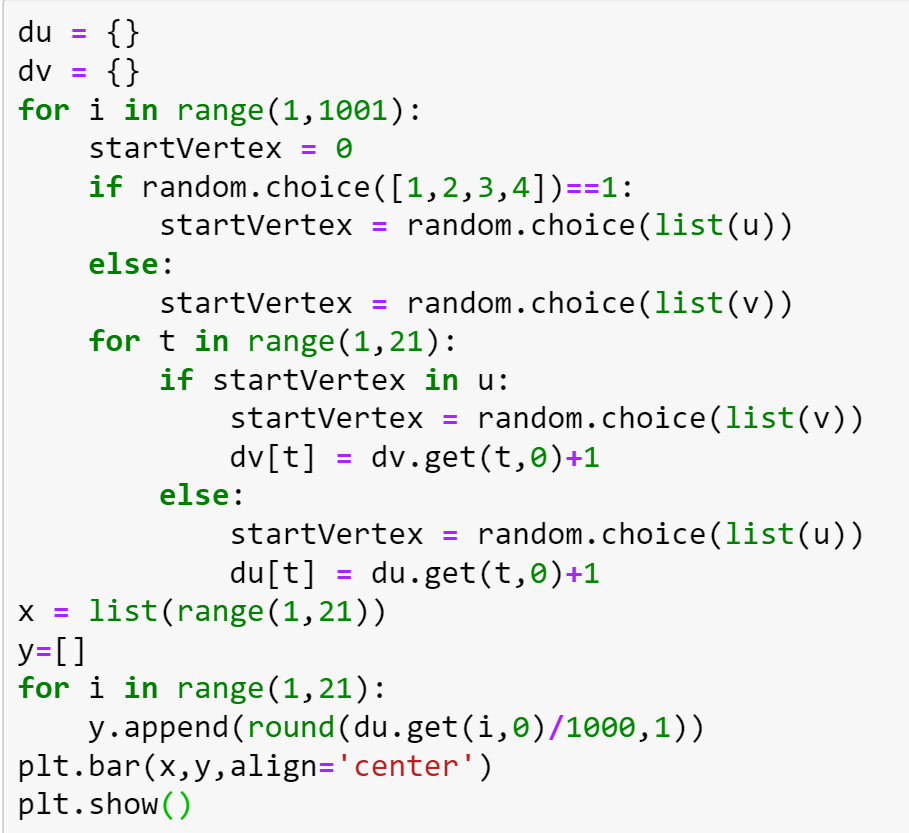 du = {}
dv = {}
for i in range(1,1001):
    startVertex = 0
    if random.choice([1,2,3,4])==1:
        startVertex = random.choice(list(u))
    else:
        startVertex = random.choice(list(v))
    for t in range(1,21):
        if startVertex in u:
            startVertex = random.choice(list(v))
            dv[t] = dv.get(t,0)+1
        else:
            startVertex = random.choice(list(u))
            du[t] = du.get(t,0)+1
x = list(range(1,21))
y=[]
for i in range(1,21):
    y.append(round(du.get(i,0)/1000,1))
plt.bar(x,y,align='center')
plt.show()